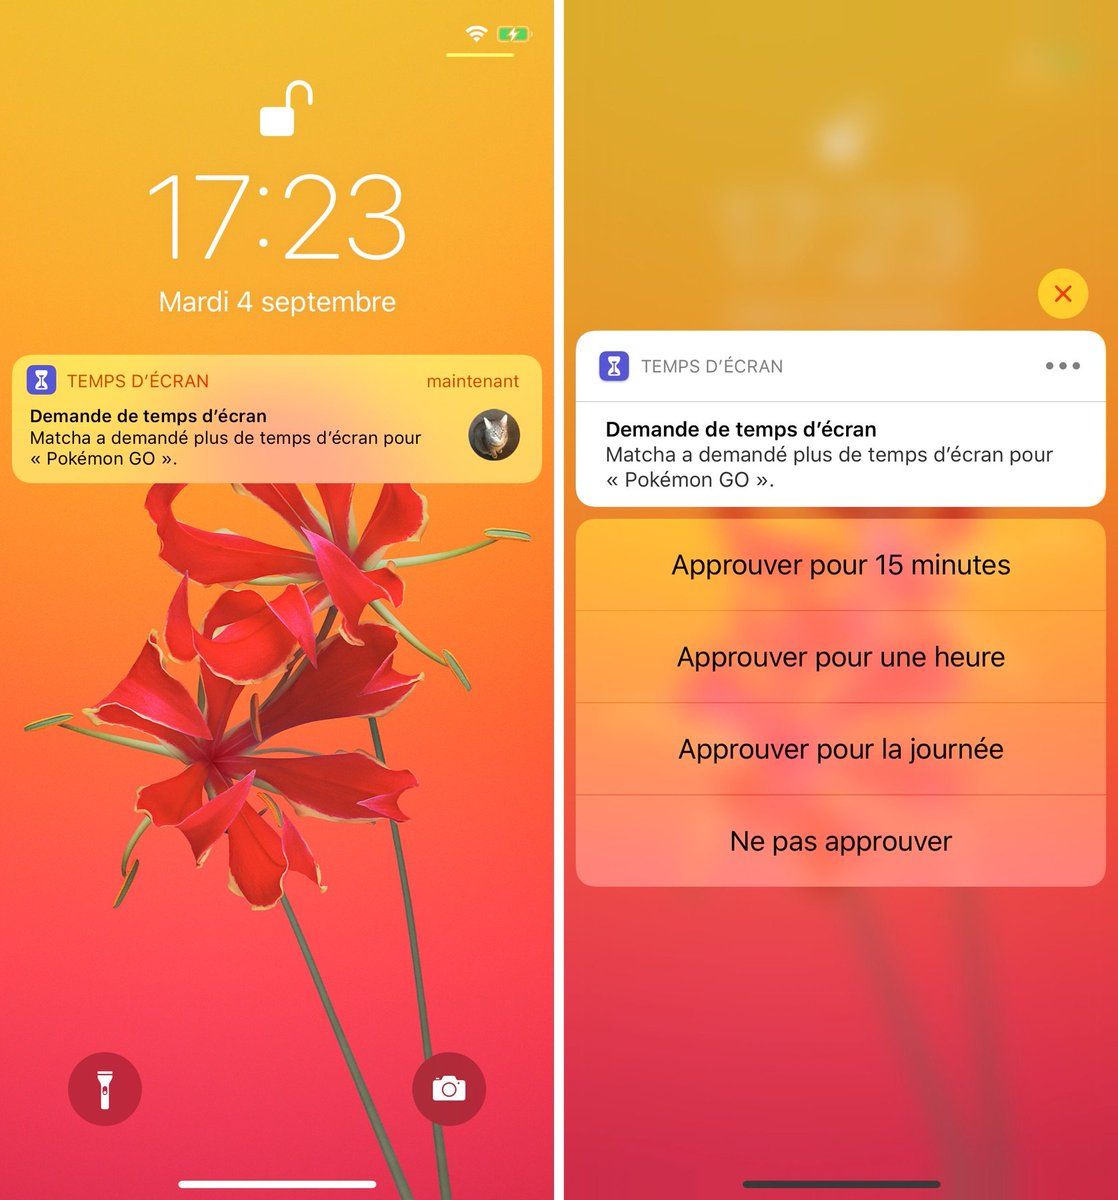 17:23
Mardi 4 septembre
TEMPS D'ÉCRAN
maintenant
Demande de temps d'écran
Matcha a demandé plus de temps d'écran pour
« Pokémon GO ».
17:23
TEMPS D'ÉCRAN
Demande de temps d'écran
Matcha a demandé plus de temps d'écran pour
« Pokémon GO ».
Approuver pour 15 minutes
Approuver pour une heure
Approuver pour la journée
Ne pas approuver